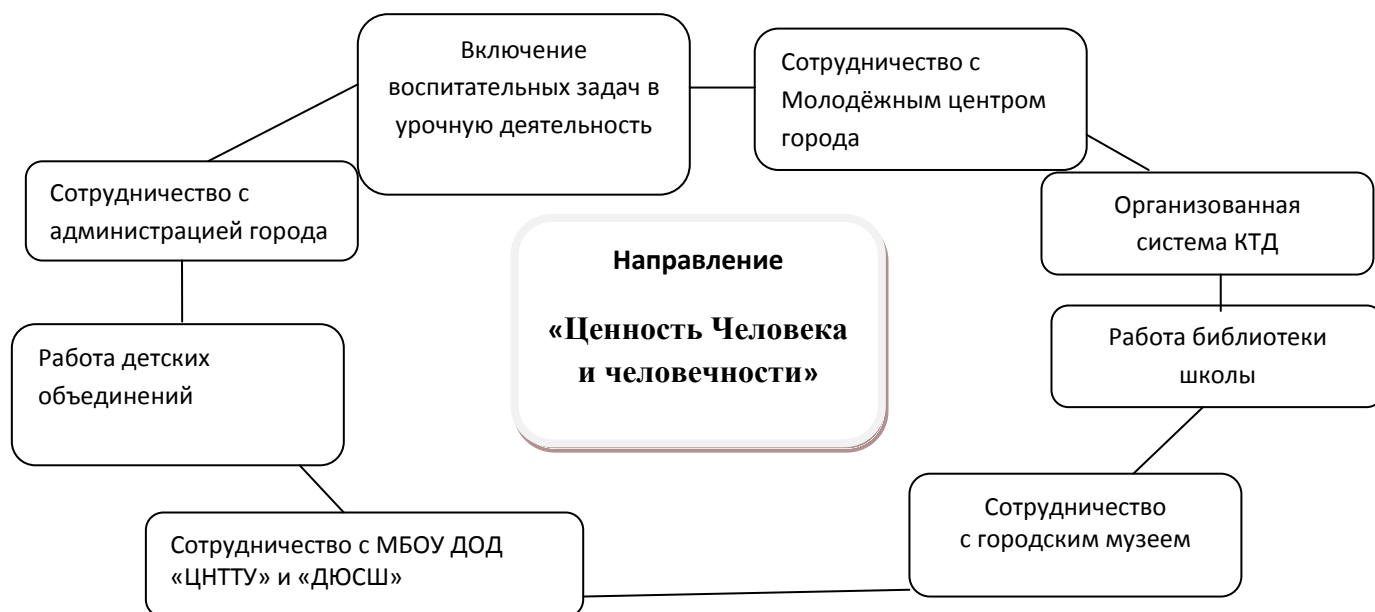 Включение
воспитательных задач в
урочную деятельность
Сотрудничество с
Молодёжным центром
города
Сотрудничество с
администрацией города
Организованная
система КТД
Направление
«Ценность Человека
и человечности»
Работа детских
объединений
Работа библиотеки
школы
Сотрудничество с МБОУ ДОД
«ЦНТТУ» и «ДЮСШ»
Сотрудничество
с городским музеем